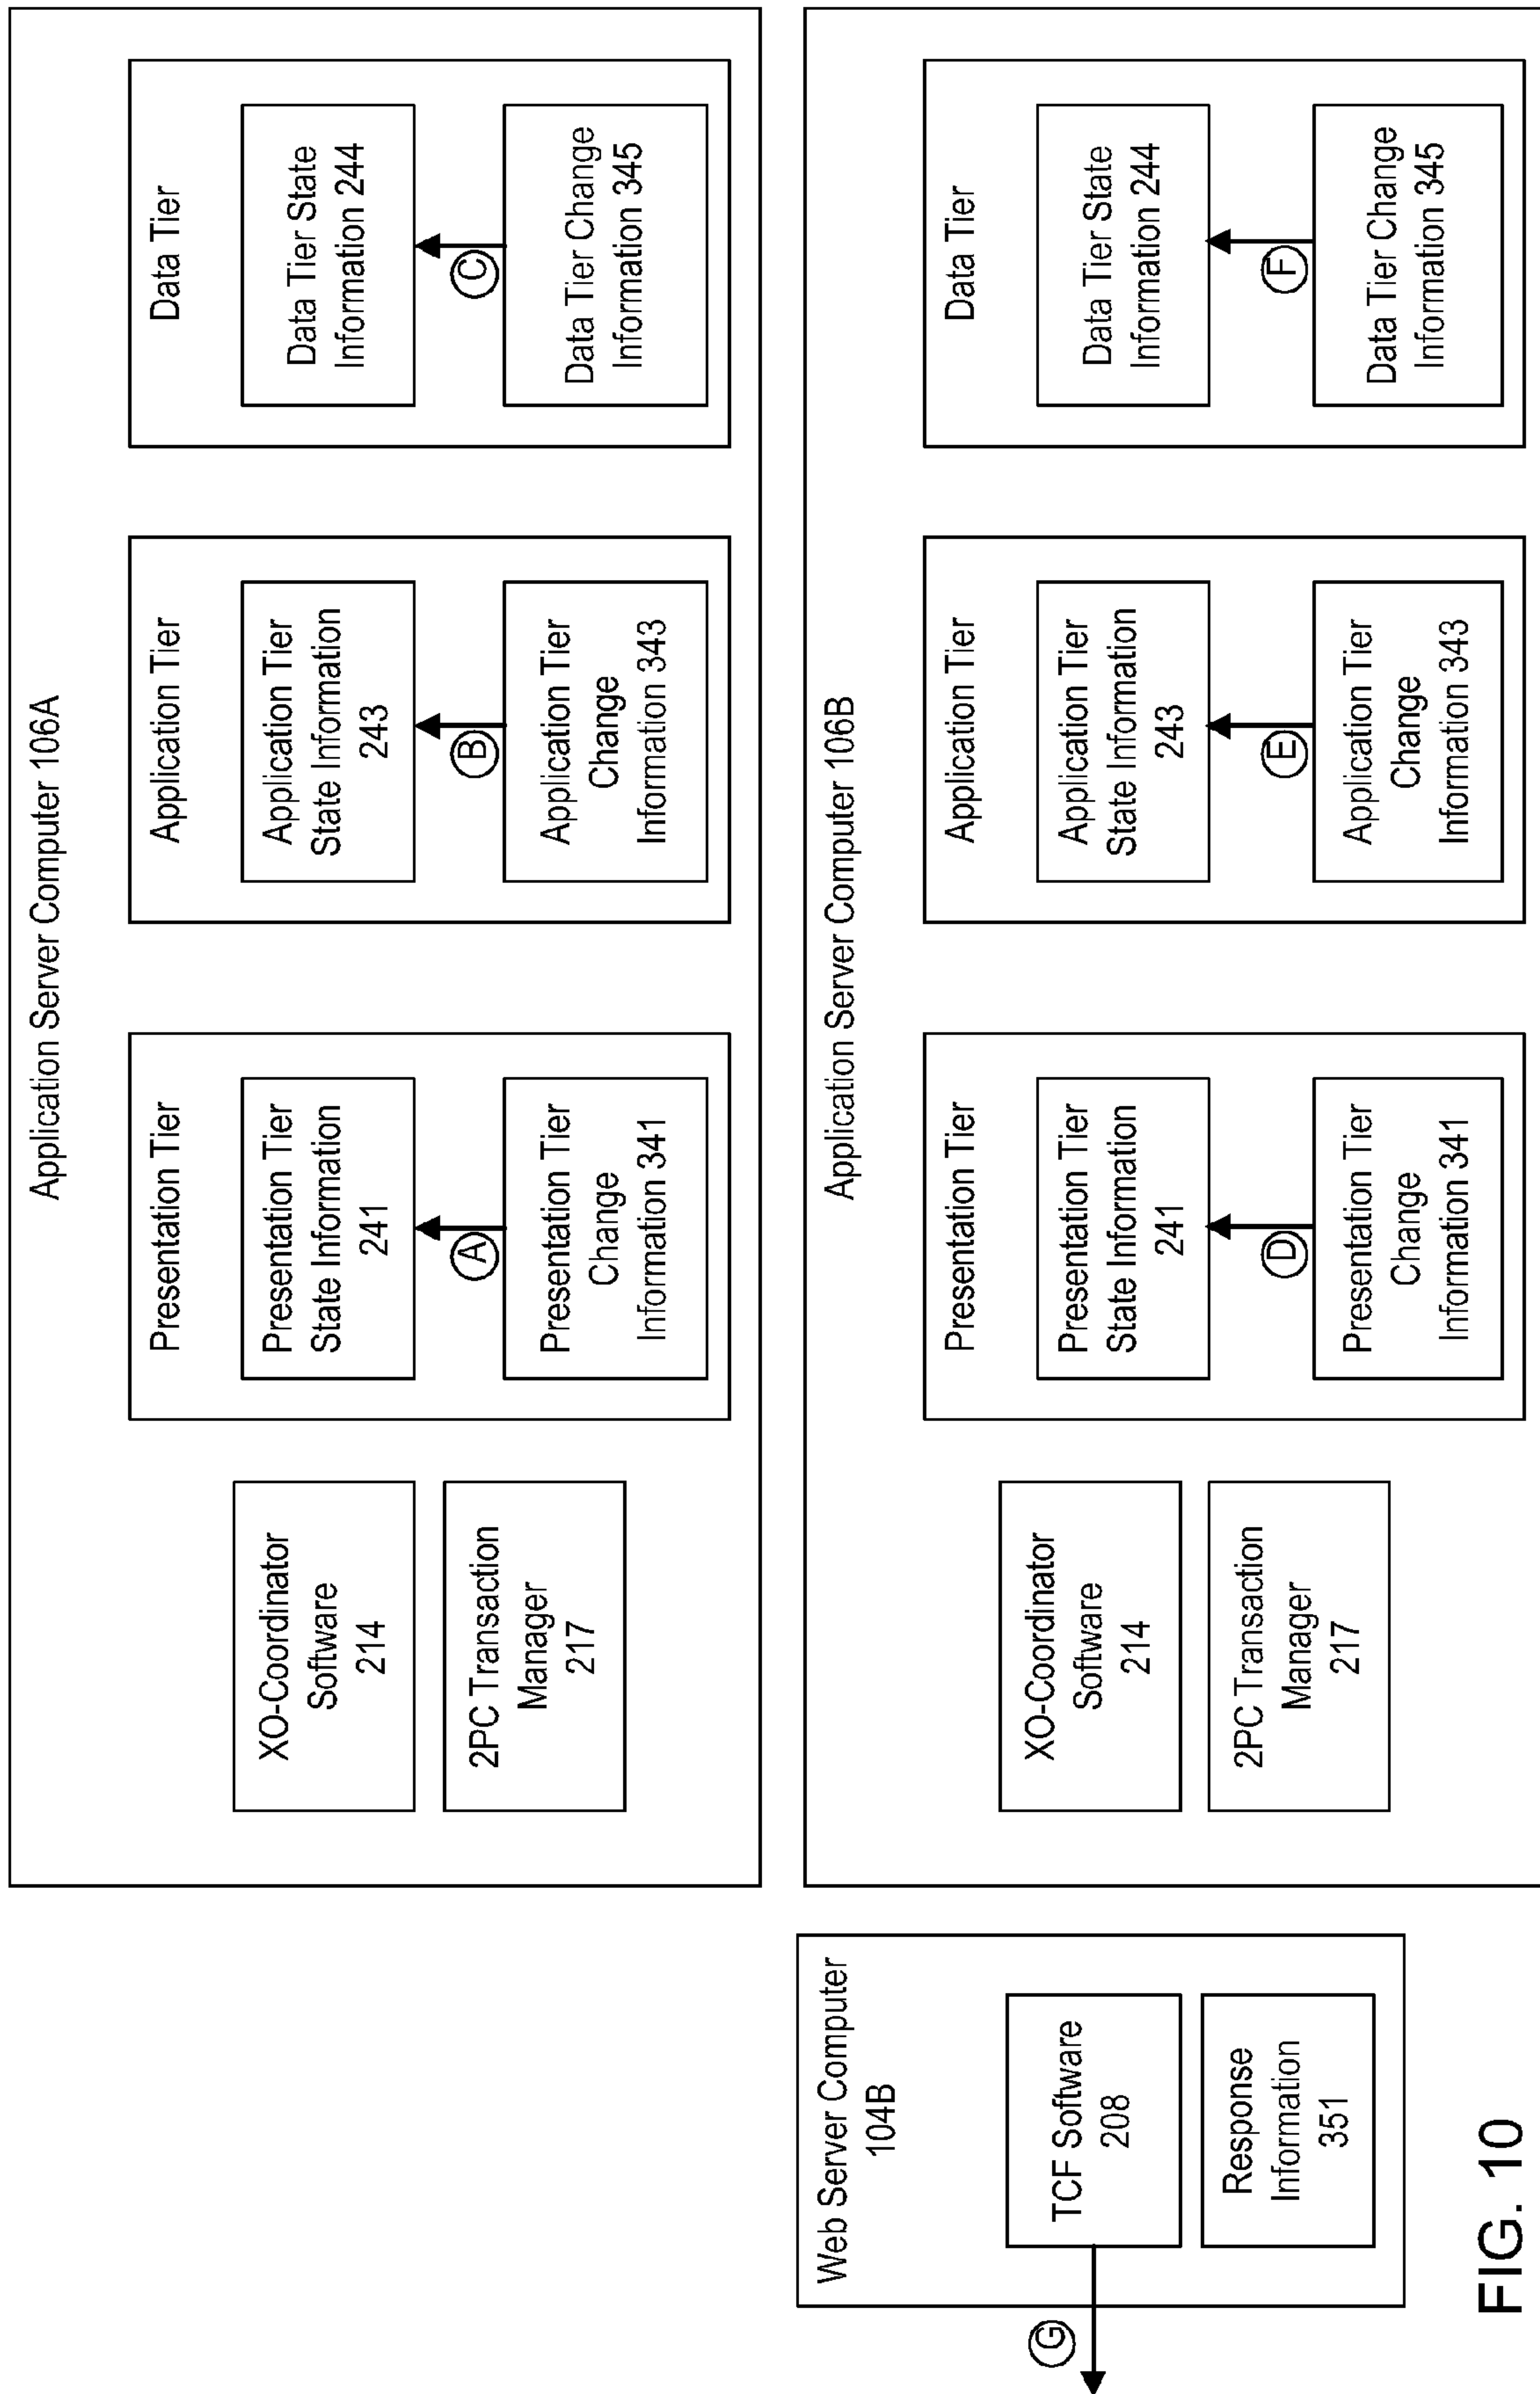 Application Server Computer 106A
XO-Coordinator
Software
214
2PC Transaction
Manager
217
Presentation Tier
Presentation Tier
State Information
241
A
Presentation Tier
Change
Information 341
Application Tier
Application Tier
State Information
243
B
Application Tier
Change
Information 343
Data Tier
Data Tier State
Information 244
C
Data Tier Change
Information 345
Web Server Computer
104B
TCF Software
208
Response
Information
351
G
Application Server Computer 106B
XO-Coordinator
Software
214
2PC Transaction
Manager
217
Presentation Tier
Presentation Tier
State Information
241
D
Presentation Tier
Change
Information 341
Application Tier
Application Tier
State Information
243
E
Application Tier
Change
Information 343
Data Tier
Data Tier State
Information 244
F
Data Tier Change
Information 345
FIG. 10